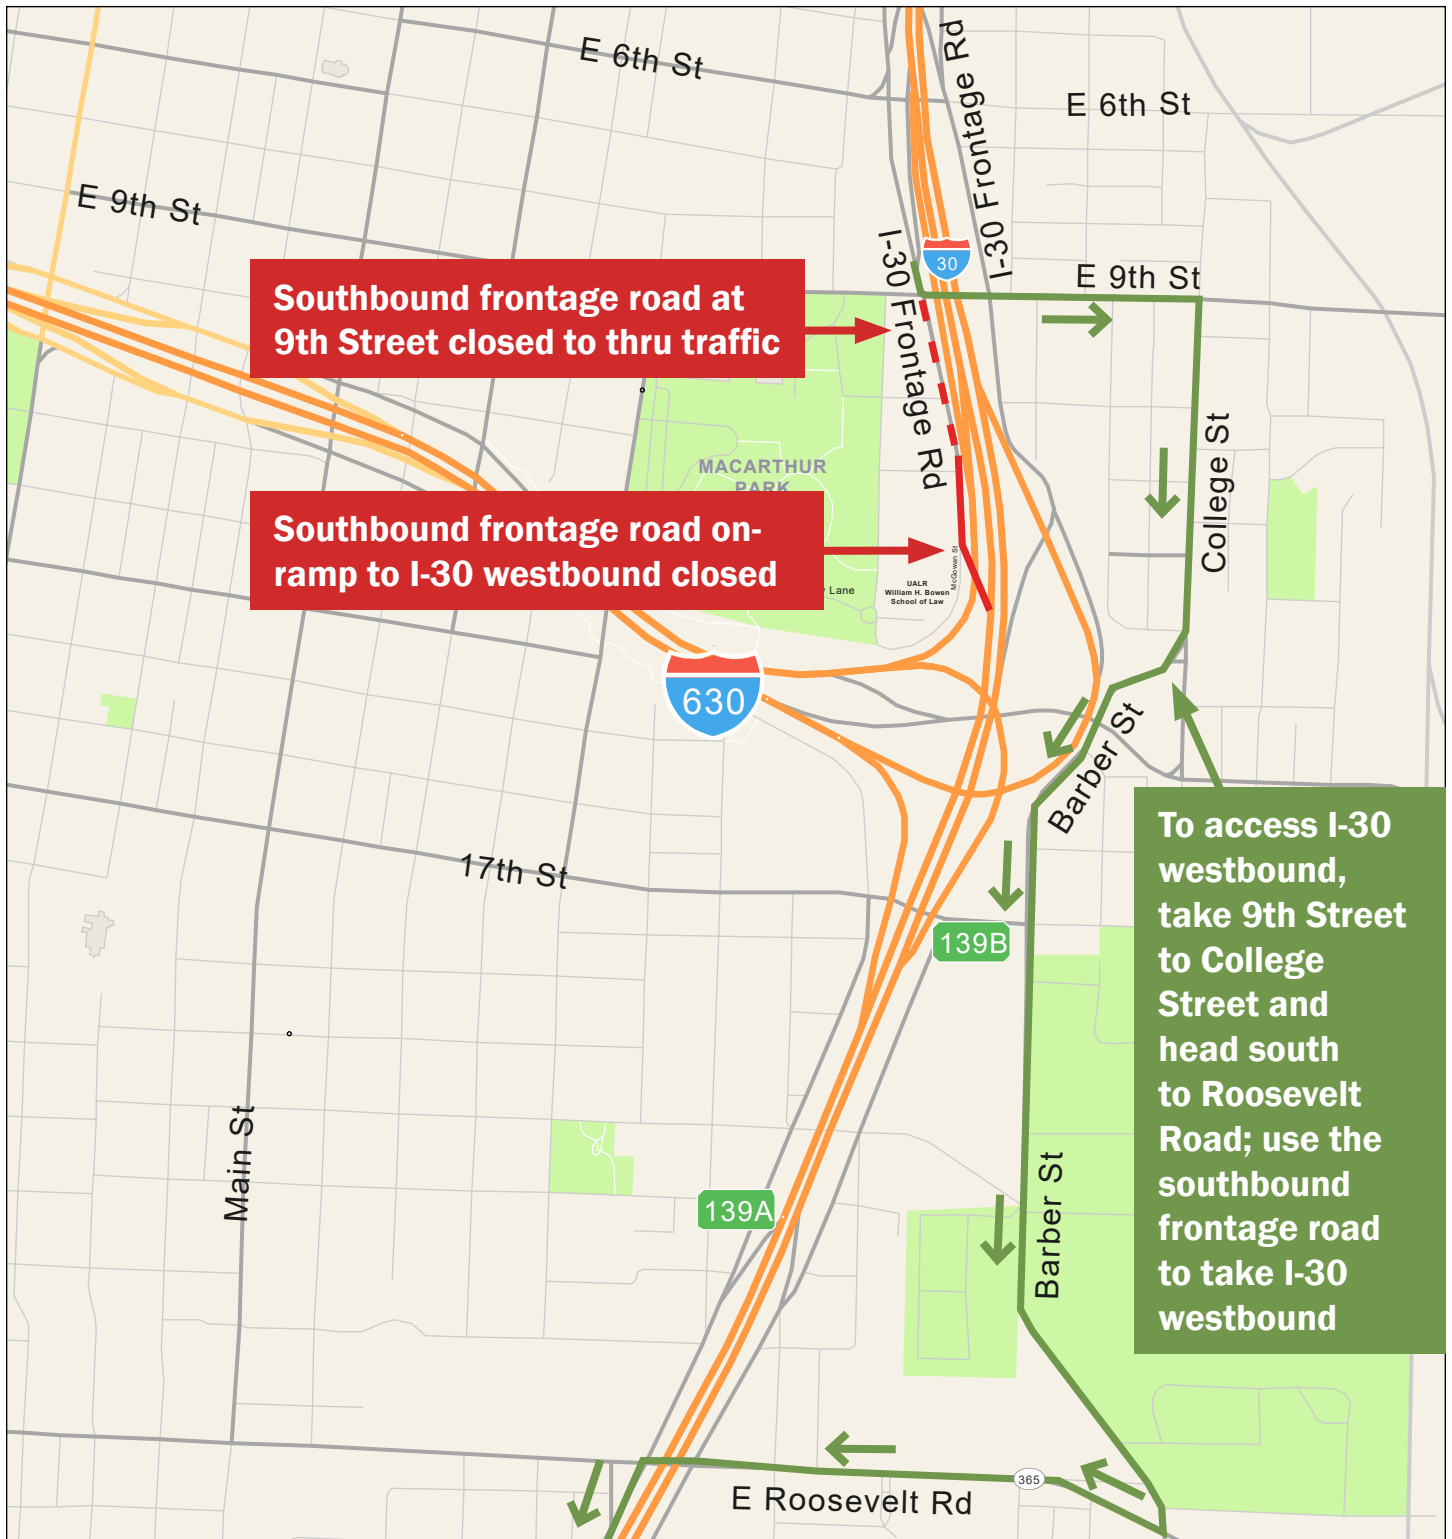 E 6th St
I-30 Frontage Rd
E 6th St
E 9th St
I-30 Frontage Rd
30
E 9th St
Southbound frontage road at
9th Street closed to thru traffic
College St
MACARTHUR
PARK
Southbound frontage road on-
ramp to I-30 westbound closed
McGowan St
UALR
William H. Bowen
School of Law
Lane
630
Barber St
To access I-30
westbound,
take 9th Street
to College
Street and
head south
to Roosevelt
Road; use the
southbound
frontage road
to take I-30
westbound
17th St
139B
Main St
139A
Barber St
365
E Roosevelt Rd